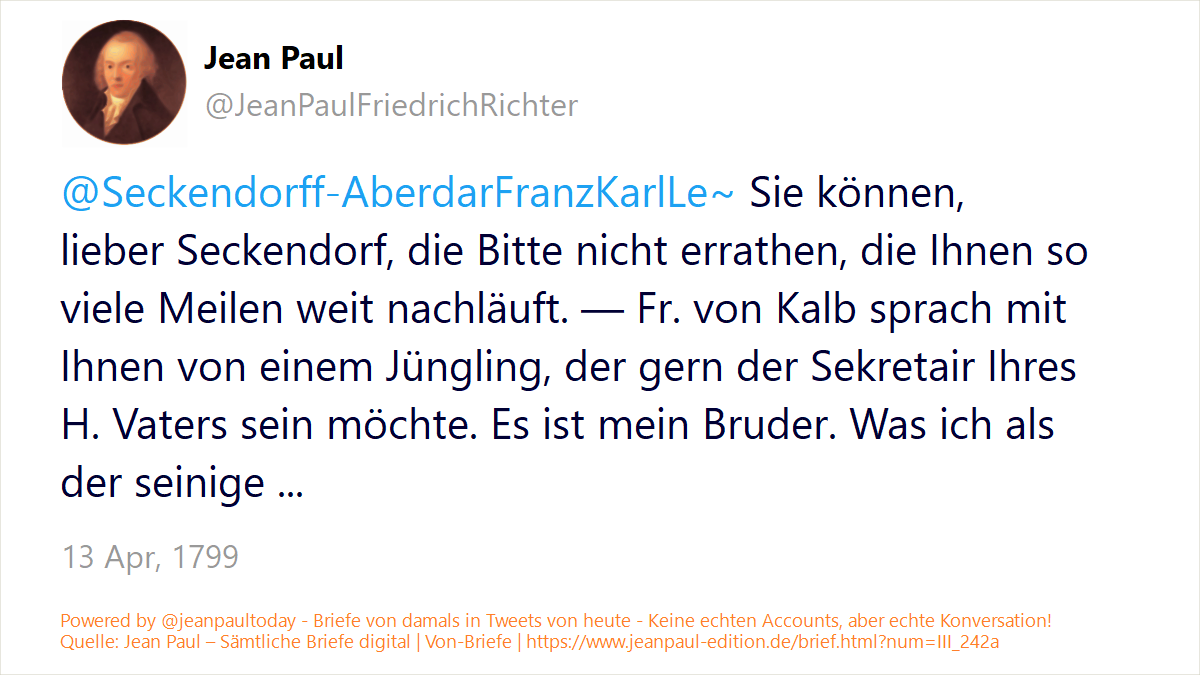 Jean Paul
@JeanPaulFriedrichRichter
@Seckendorff-AberdarFranzKarlLe~ Sie können,
lieber Seckendorf, die Bitte nicht errathen, die Ihnen so
viele Meilen weit nachläuft. — Fr. von Kalb sprach mit
Ihnen von einem Jüngling, der gern der Sekretair Ihres
H. Vaters sein möchte. Es ist mein Bruder. Was ich als
der seinige ...
13 Apr, 1799
Powered by @jeanpaultoday - Briefe von damals in Tweets von heute - Keine echten Accounts, aber echte Konversation!
Quelle: Jean Paul – Sämtliche Briefe digital | Von-Briefe | https://www.jeanpaul-edition.de/brief.html?num=III_242a